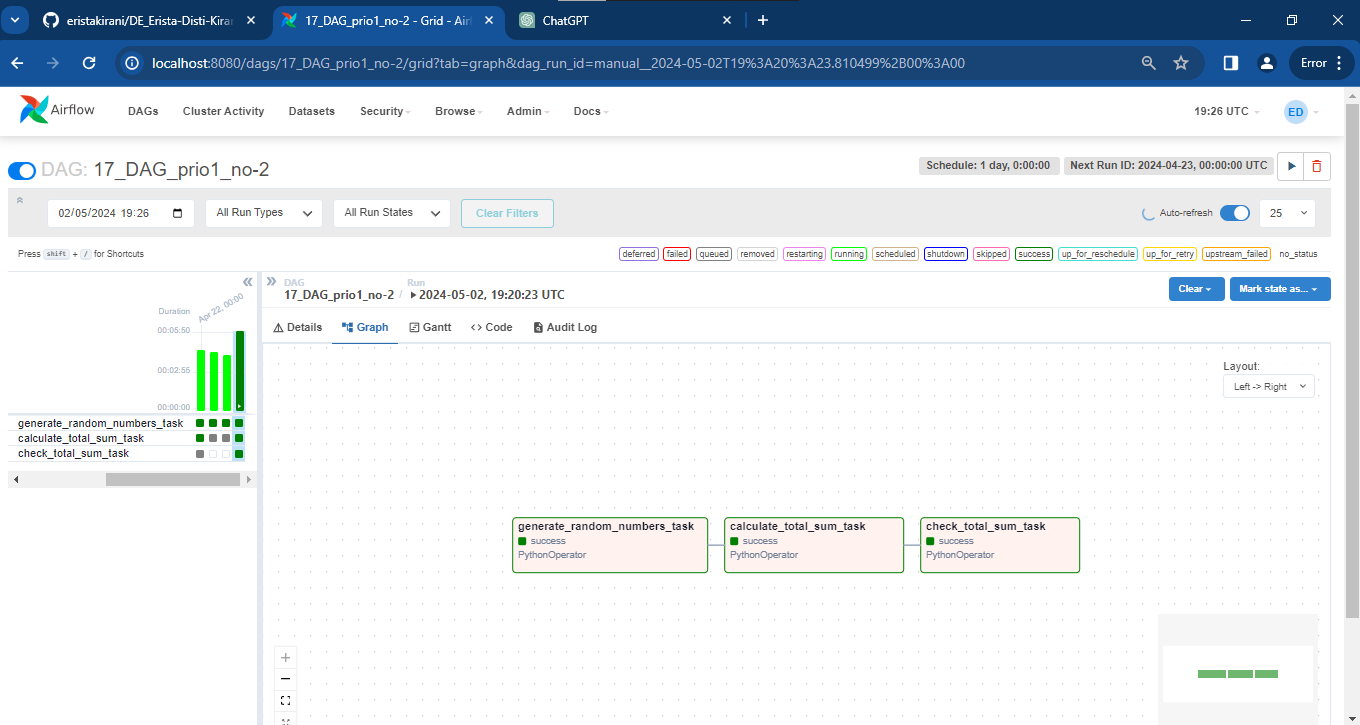 eristakirani/DE_Erista-Disti-Kiran
17_DAG_prio1_no-2 - Grid - Air
ChatGPT
localhost:8080/dags/17_DAG_prio1_no-2/grid?tab=graph&dag_run_id=manual__2024-05-02T19%3A20%3A23.810499%2B00%3A00
Error
Airflow
DAGs
Cluster Activity
Datasets
Security
Browse
Admin
Docs
19:26 UTC
ED
DAG: 17_DAG_prio1_no-2
Schedule: 1 day, 0:00:00
Next Run ID: 2024-04-23, 00:00:00 UTC
02/05/2024 19:26
All Run Types
All Run States
Clear Filters
Auto-refresh
25
Press shift + / for Shortcuts
deferred
failed
queued
removed
restarting
running
scheduled
shutdown
skipped
success
up_for_reschedule
up_for_retry
upstream_failed
no_status
Duration
Apr 22, 00:00
00:05:50
00:02:55
00:00:00
generate_random_numbers_task
calculate_total_sum_task
check_total_sum_task
DAG
17_DAG_prio1_no-2 /
Run
2024-05-02, 19:20:23 UTC
Clear
Mark state as...
Details
Graph
Gantt
<> Code
Audit Log
Layout:
Left -> Right
generate_random_numbers_task
success
PythonOperator
calculate_total_sum_task
success
PythonOperator
check_total_sum_task
success
PythonOperator